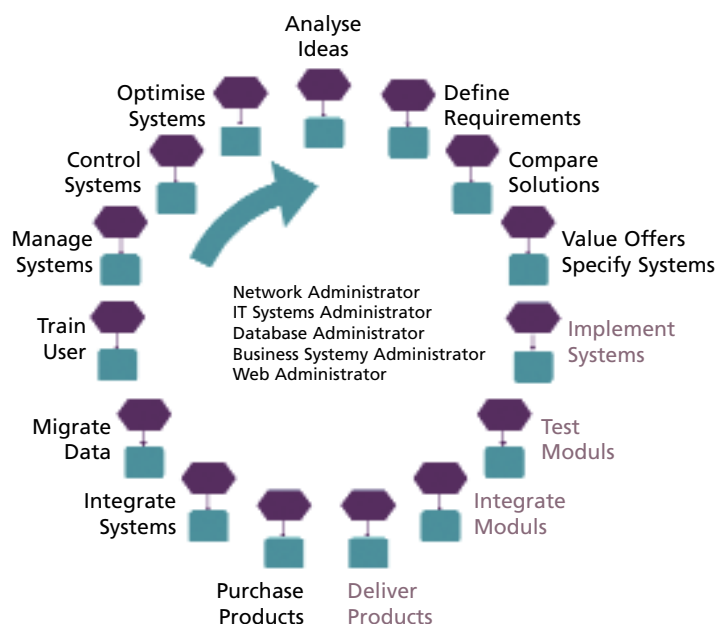 Analyse
Ideas
Define
Requirements
Compare
Solutions
Value Offers
Specify Systems
Implement
Systems
Test
Moduls
Integrate
Moduls
Deliver
Products
Purchase
Products
Integrate
Systems
Migrate
Data
Train
User
Manage
Systems
Control
Systems
Optimise
Systems
Network Administrator
IT Systems Administrator
Database Administrator
Business Systemy Administrator
Web Administrator